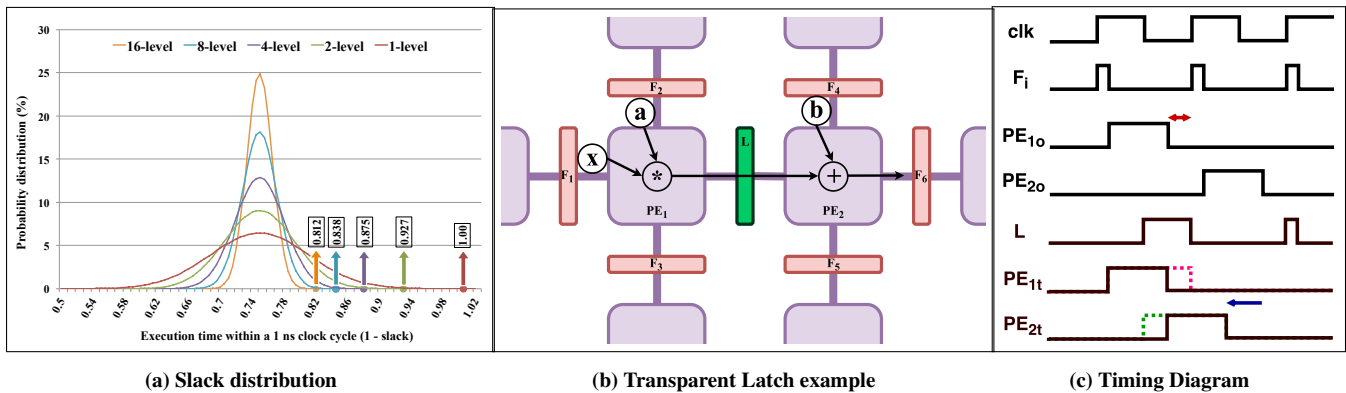 Probability distribution (%)
30
25
20
15
10
5
0
16-level 8-level 4-level 2-level 1-level
0.812
0.838
0.875
0.927
1.00
0.5 0.54 0.58 0.62 0.66 0.7 0.74 0.78 0.82 0.86 0.9 0.94 0.98 1.02
Execution time within a 1 ns clock cycle (1 - slack)
(a) Slack distribution
F2
F4
a
b
L
x
F1
*
+
F6
PE1
PE2
F3
F5
(b) Transparent Latch example
clk
Fi
PE1o
PE2o
L
PE1t
PE2t
(c) Timing Diagram